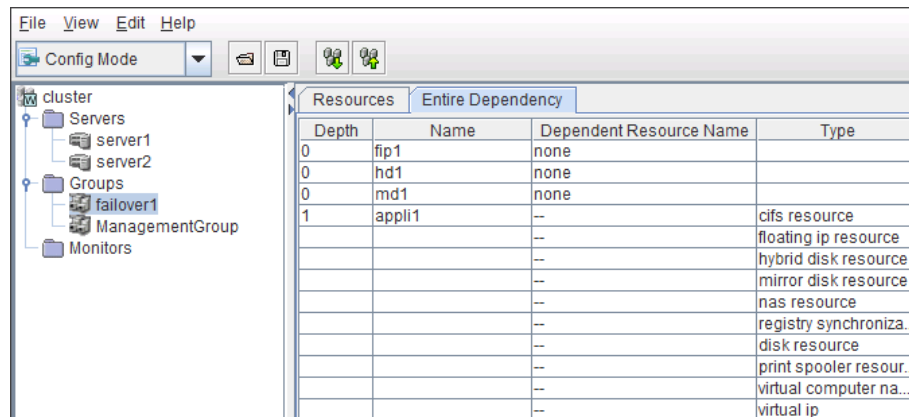 File View Edit Help
Config Mode
cluster
Servers
server1
server2
Groups
failover1
ManagementGroup
Monitors
Resources Entire Dependency
Depth Name Dependent Resource Name Type
0 fip1 none
0 hd1 none
0 md1 none
1 appli1 -- cifs resource
-- floating ip resource
-- hybrid disk resource
-- mirror disk resource
-- nas resource
-- registry synchroniza...
-- disk resource
-- print spooler resour...
-- virtual computer na...
-- virtual ip